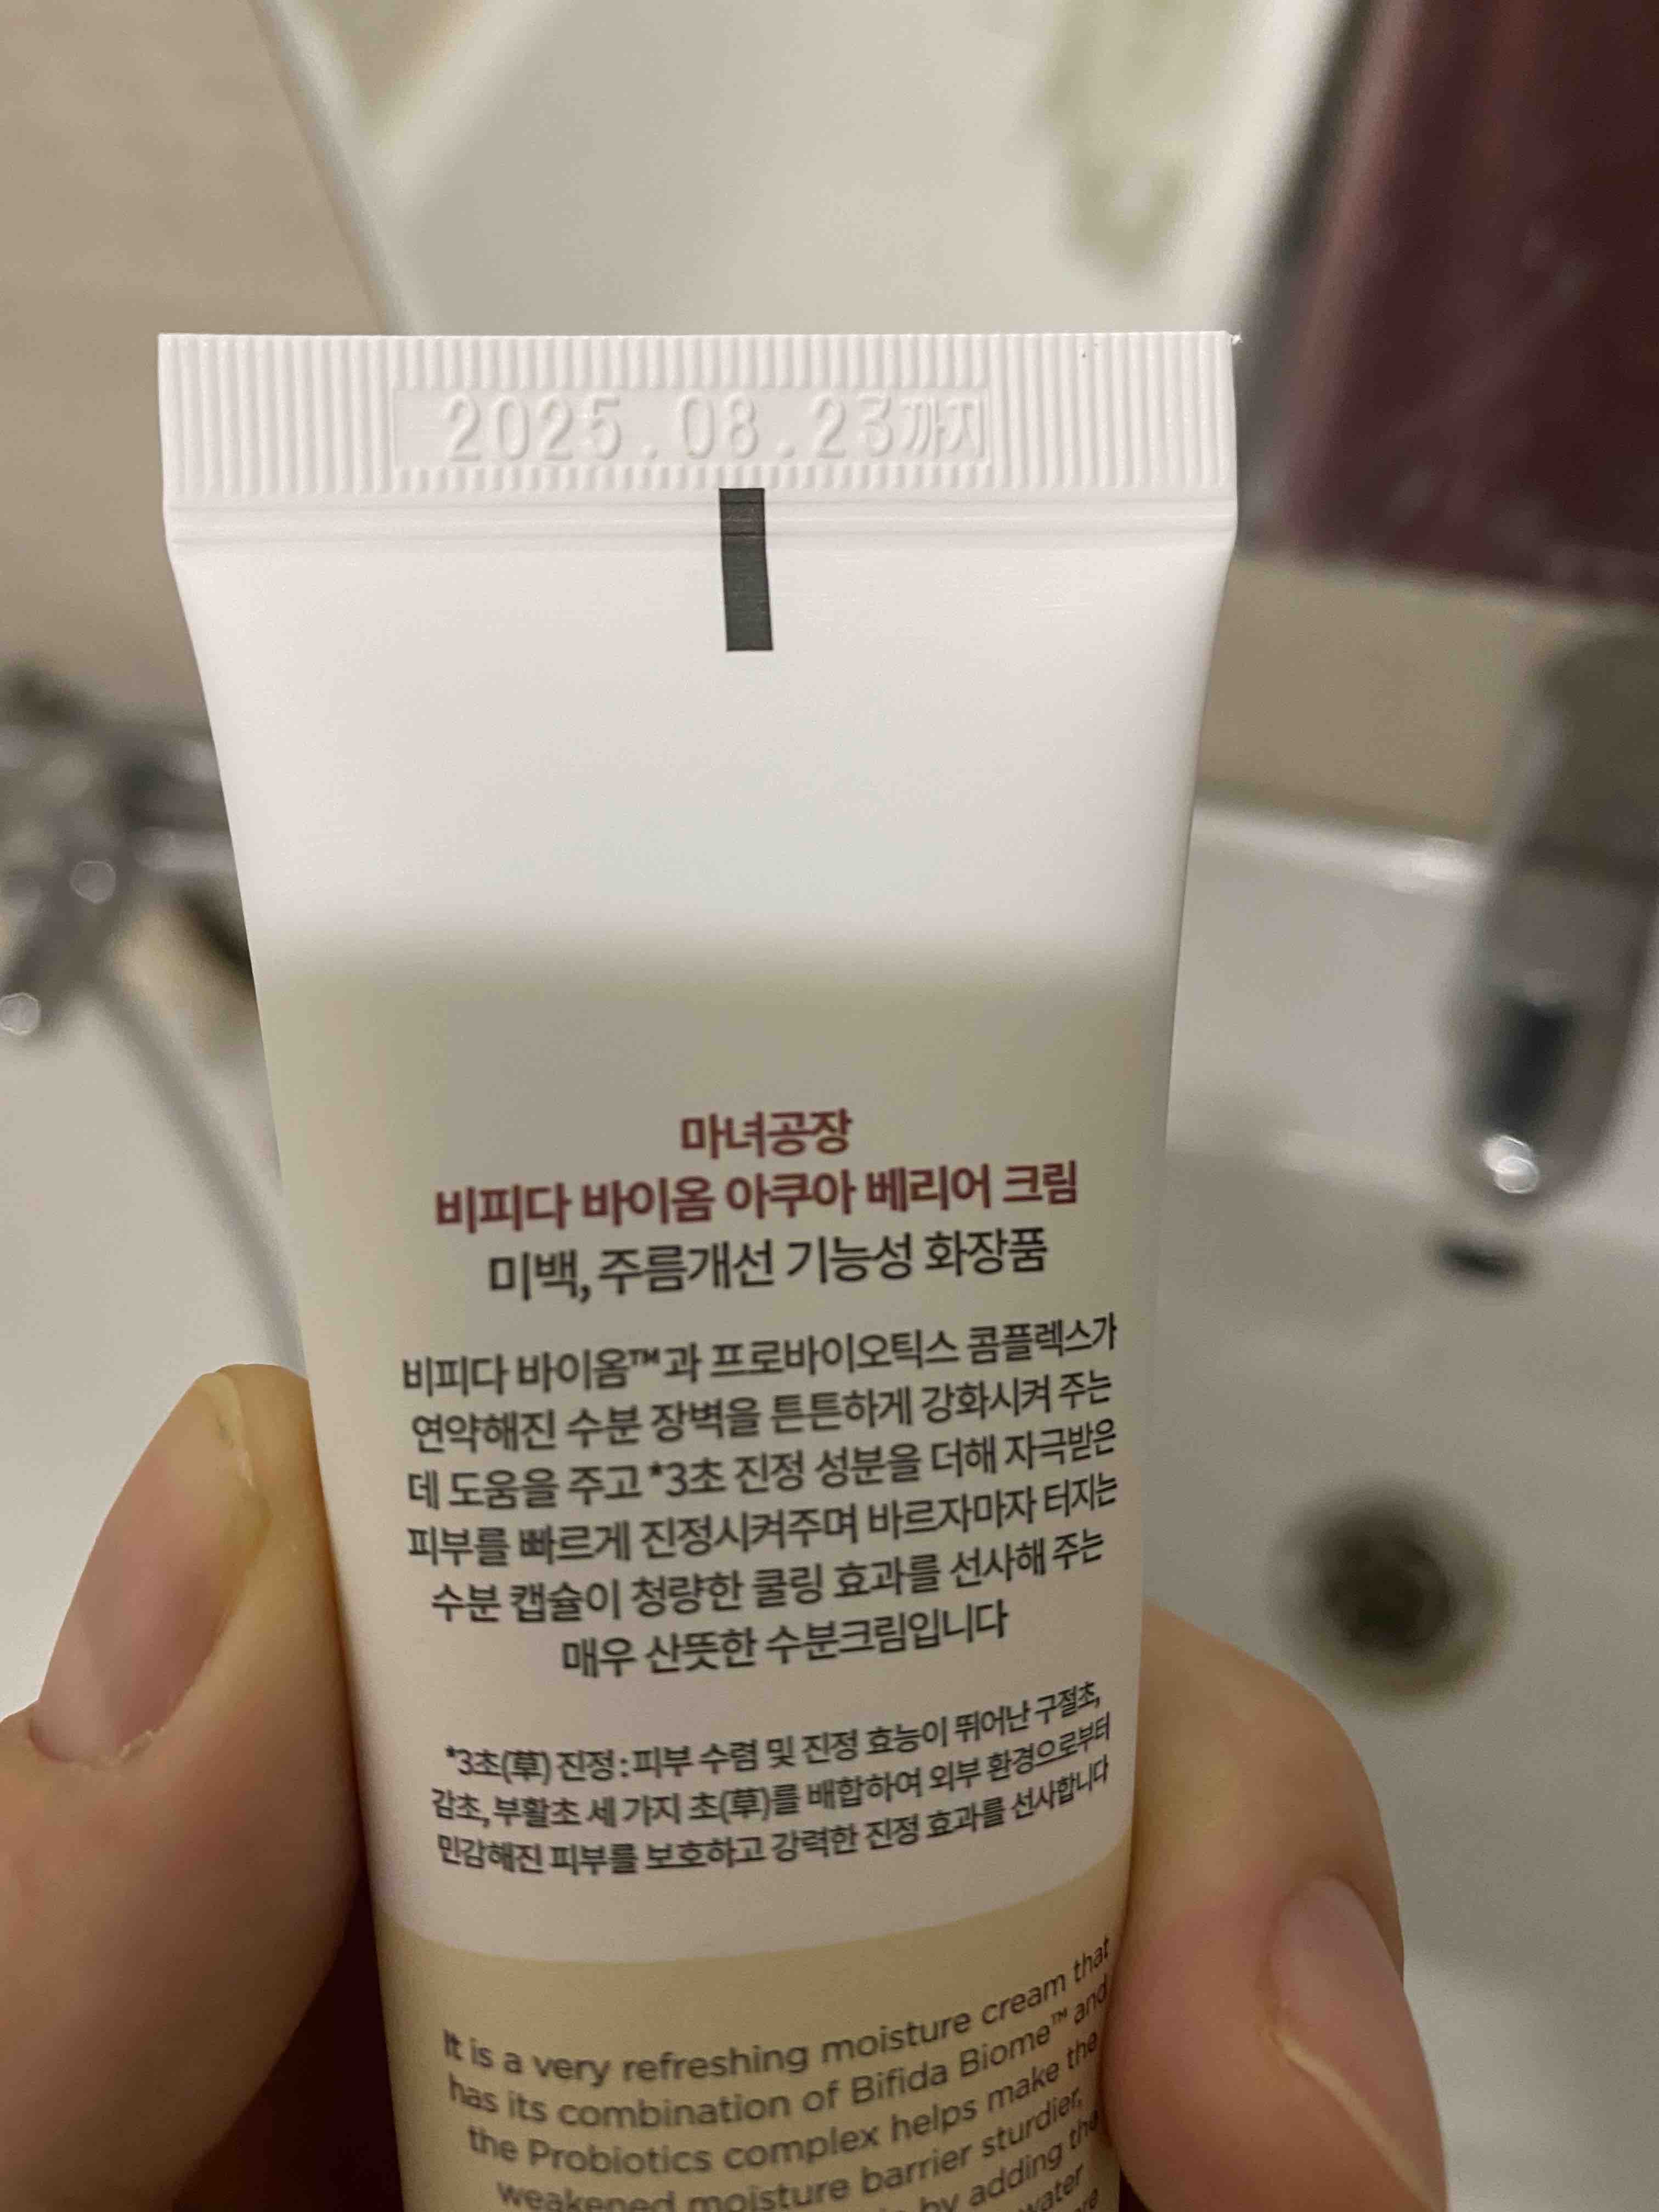 2025.08.23까지
마녀공장
비피다 바이옴 아쿠아 베리어 크림
미백, 주름개선 기능성 화장품
비피다 바이옴™과 프로바이오틱스 콤플렉스가
연약해진 수분 장벽을 튼튼하게 강화시켜 주는
데 도움을 주고 *3초 진정 성분을 더해 자극받은
피부를 빠르게 진정시켜주며 바르자마자 터지는
수분 캡슐이 청량한 쿨링 효과를 선사해 주는
매우 산뜻한 수분크림입니다
*3초(草) 진정 : 피부 수렴 및 진정 효능이 뛰어난 구절초,
감초, 부활초 세 가지 초(草)를 배합하여 외부 환경으로부터
민감해진 피부를 보호하고 강력한 진정 효과를 선사합니다
It is a very refreshing moisture cream that
has its combination of Bifida Biome™ and
the Probiotics complex helps make the
weakened moisture barrier sturdier,
by adding the
water